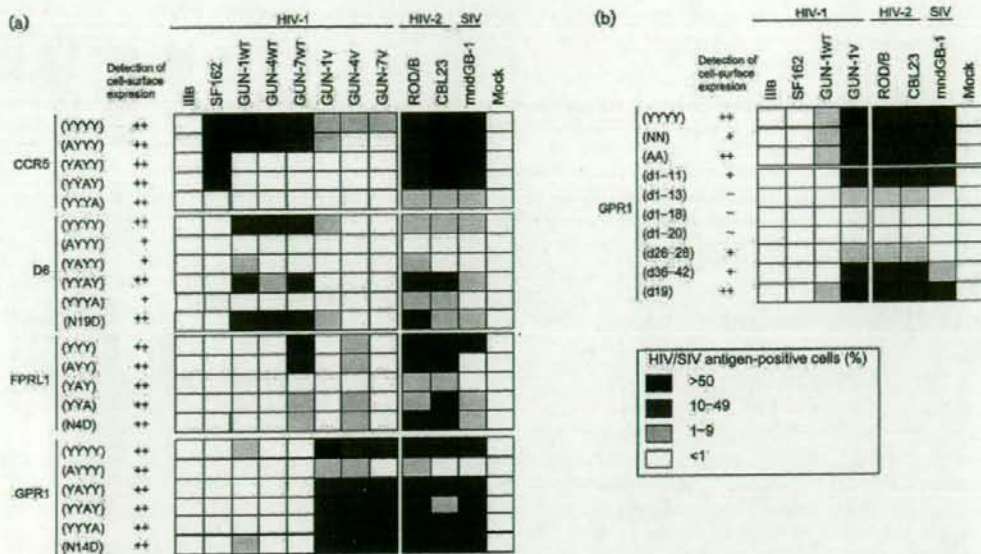 (a)
HIV-1 HIV-2 SIV
Detection of
cell-surface
expresion
IIIB
SF162
GUN-1WT
GUN-4WT
GUN-7WT
GUN-1V
GUN-4V
GUN-7V
ROD/B
CBL23
mndGB-1
Mock
CCR5
(YYYY) ++
(AYYY) ++
(YAYY) ++
(YYAY) ++
(YYYA) ++
D6
(YYYY) ++
(AYYY) +
(YAYY) +
(YYAY) ++
(YYYA) +
(N19D) ++
FPRL1
(YYY) ++
(AYY) ++
(YAY) ++
(YYA) ++
(N4D) ++
GPR1
(YYYY) ++
(AYYY) ++
(YAYY) ++
(YYAY) ++
(YYYA) ++
(N14D) ++
(b)
HIV-1 HIV-2 SIV
Detection of
cell-surface
expression
IIIB
SF162
GUN-1WT
GUN-1V
ROD/B
CBL23
mndGB-1
Mock
GPR1
(YYYY) ++
(NN) +
(AA) ++
(d1-11) +
(d1-13) −
(d1-18) −
(d1-20) −
(d26-28) +
(d36-42) +
(d19) ++
HIV/SIV antigen-positive cells (%)
>50
10-49
1-9
<1